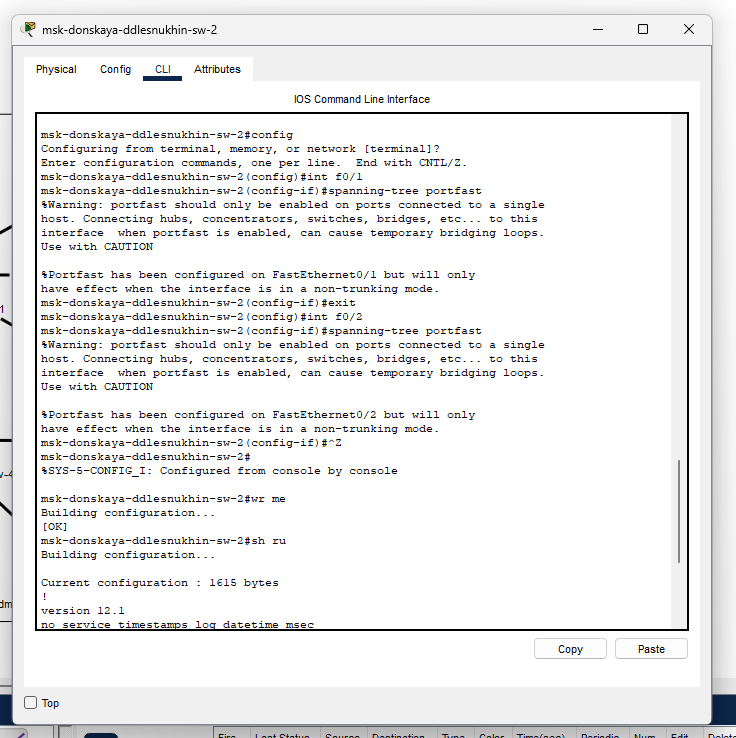 msk-donskaya-ddlesnukhin-sw-2
Physical Config CLI Attributes
IOS Command Line Interface
msk-donskaya-ddlesnukhin-sw-2#config
Configuring from terminal, memory, or network [terminal]?
Enter configuration commands, one per line.  End with CNTL/Z.
msk-donskaya-ddlesnukhin-sw-2(config)#int f0/1
msk-donskaya-ddlesnukhin-sw-2(config-if)#spanning-tree portfast
%Warning: portfast should only be enabled on ports connected to a single
host. Connecting hubs, concentrators, switches, bridges, etc... to this
interface  when portfast is enabled, can cause temporary bridging loops.
Use with CAUTION
%Portfast has been configured on FastEthernet0/1 but will only
have effect when the interface is in a non-trunking mode.
msk-donskaya-ddlesnukhin-sw-2(config-if)#exit
msk-donskaya-ddlesnukhin-sw-2(config)#int f0/2
msk-donskaya-ddlesnukhin-sw-2(config-if)#spanning-tree portfast
%Warning: portfast should only be enabled on ports connected to a single
host. Connecting hubs, concentrators, switches, bridges, etc... to this
interface  when portfast is enabled, can cause temporary bridging loops.
Use with CAUTION
%Portfast has been configured on FastEthernet0/2 but will only
have effect when the interface is in a non-trunking mode.
msk-donskaya-ddlesnukhin-sw-2(config-if)#^Z
msk-donskaya-ddlesnukhin-sw-2#
%SYS-5-CONFIG_I: Configured from console by console
msk-donskaya-ddlesnukhin-sw-2#wr me
Building configuration...
[OK]
msk-donskaya-ddlesnukhin-sw-2#sh ru
Building configuration...
Current configuration : 1615 bytes
!
version 12.1
no service timestamps log datetime msec
Copy Paste
Top
Fire Last Status Source Destination Type Color Time(sec) Periodic Num Edit